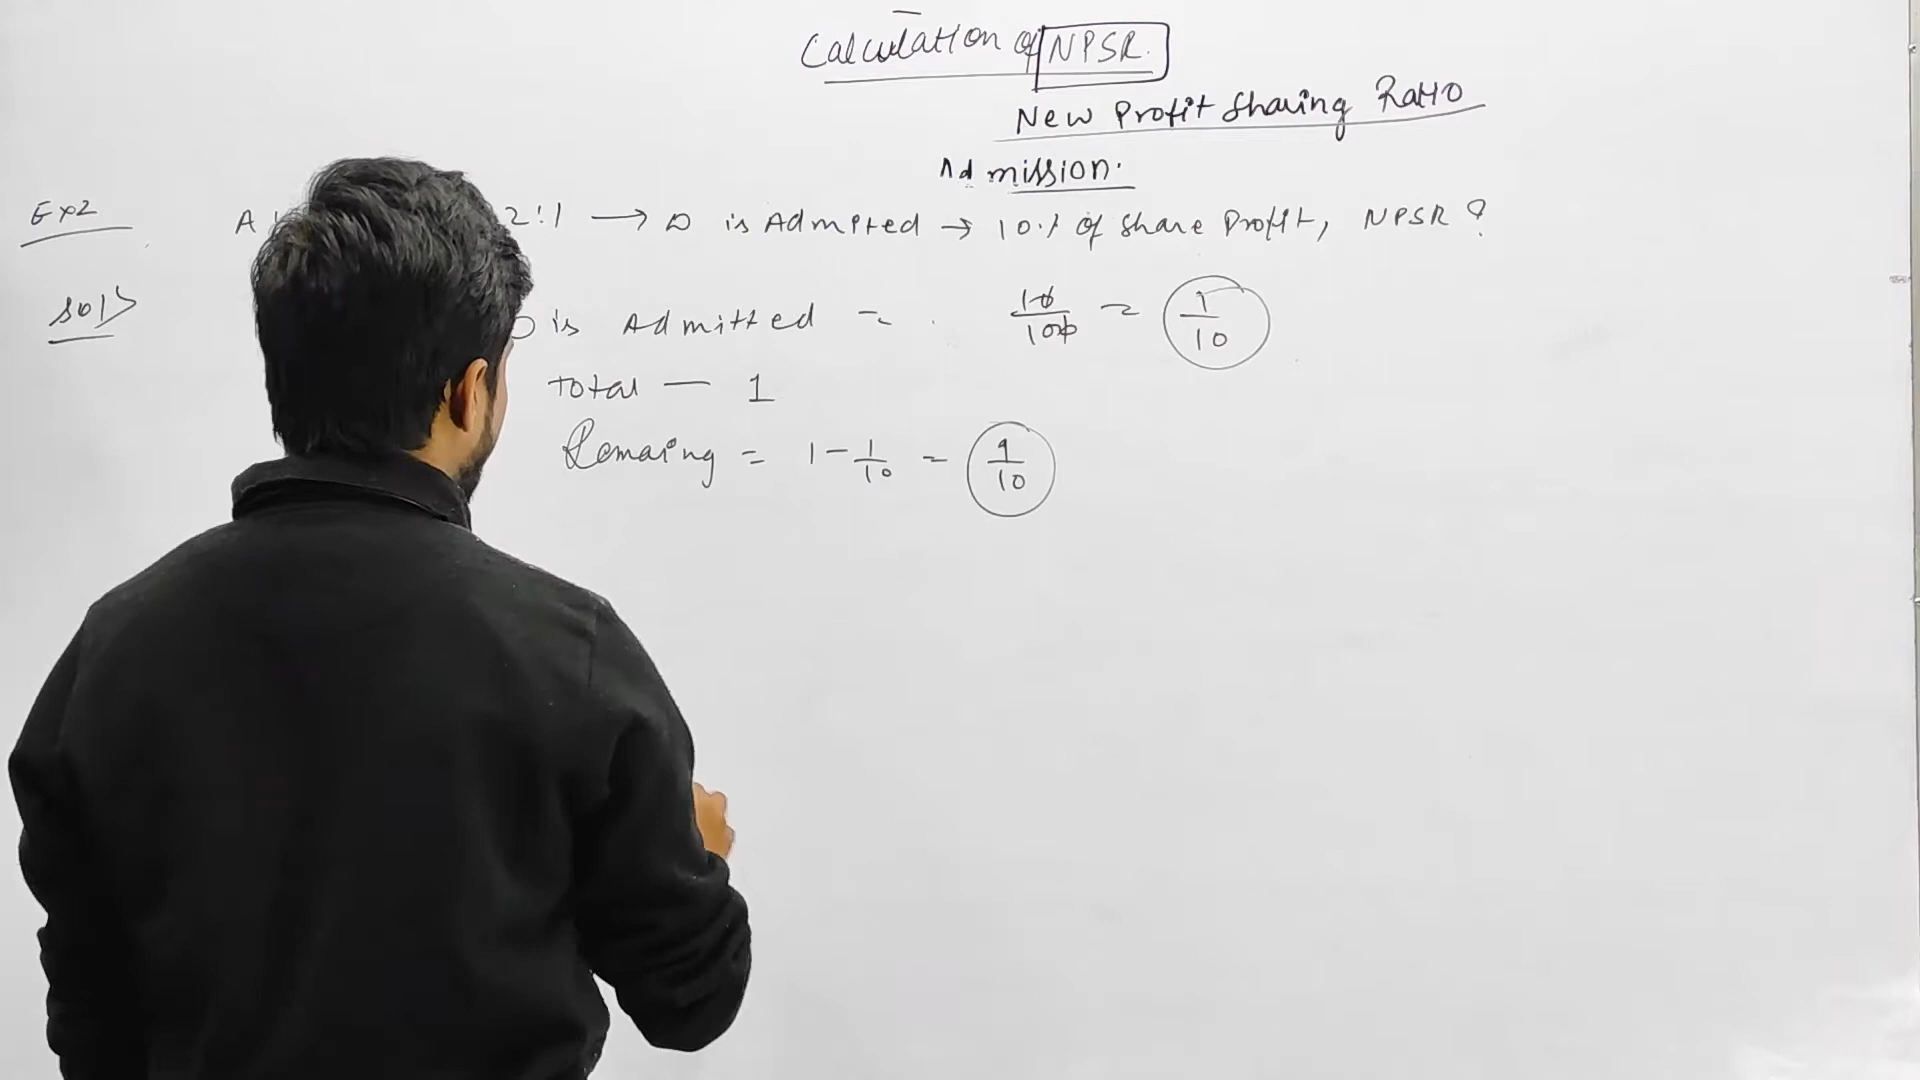 Calculation of NPSR.
New Profit Sharing Ratio
Admission.
Ex2 A 2:1 → D is Admited → 10% of share Profit, NPSR ?
Sol> D is Admitted = 10/100 = 1/10
Total — 1
Remaing = 1 - 1/10 = 9/10